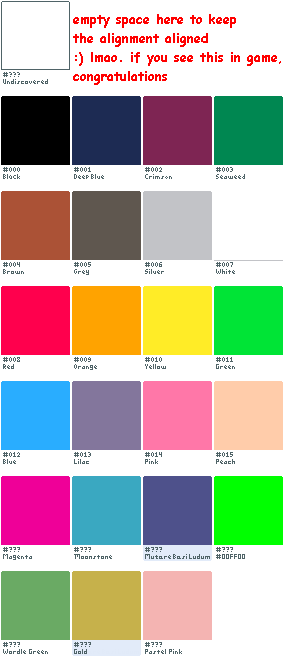 empty space here to keep
the alignment aligned
:) lmao. if you see this in game,
congratulations
#???
Undiscovered
#000 #001 #002 #003
Black Deep Blue Crimson Seaweed
#004 #005 #006 #007
Brown Grey Silver White
#008 #009 #010 #011
Red Orange Yellow Green
#012 #013 #014 #015
Blue Lilac Pink Peach
#??? #??? #??? #???
Magenta Moonstone Mutare Basi Ludum #00FF00
#??? #??? #???
Wordle Green Gold Pastel Pink